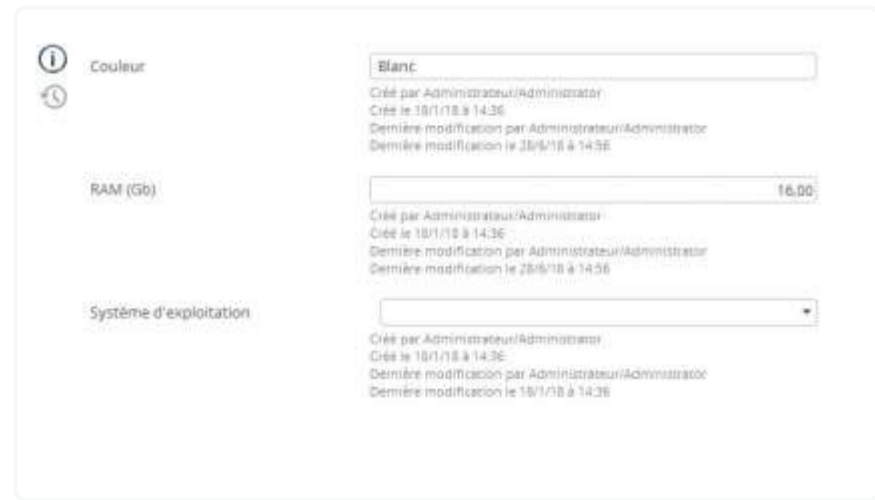 Couleur
Blanc
Créé par Administrateur/Administrator
Créé le 18/1/18 à 14:36
Dernière modification par Administrateur/Administrator
Dernière modification le 28/6/18 à 14:56
RAM (Gb)
16,00
Créé par Administrateur/Administrator
Créé le 18/1/18 à 14:36
Dernière modification par Administrateur/Administrator
Dernière modification le 28/6/18 à 14:56
Système d'exploitation
Créé par Administrateur/Administrator
Créé le 18/1/18 à 14:36
Dernière modification par Administrateur/Administrator
Dernière modification le 18/1/18 à 14:36